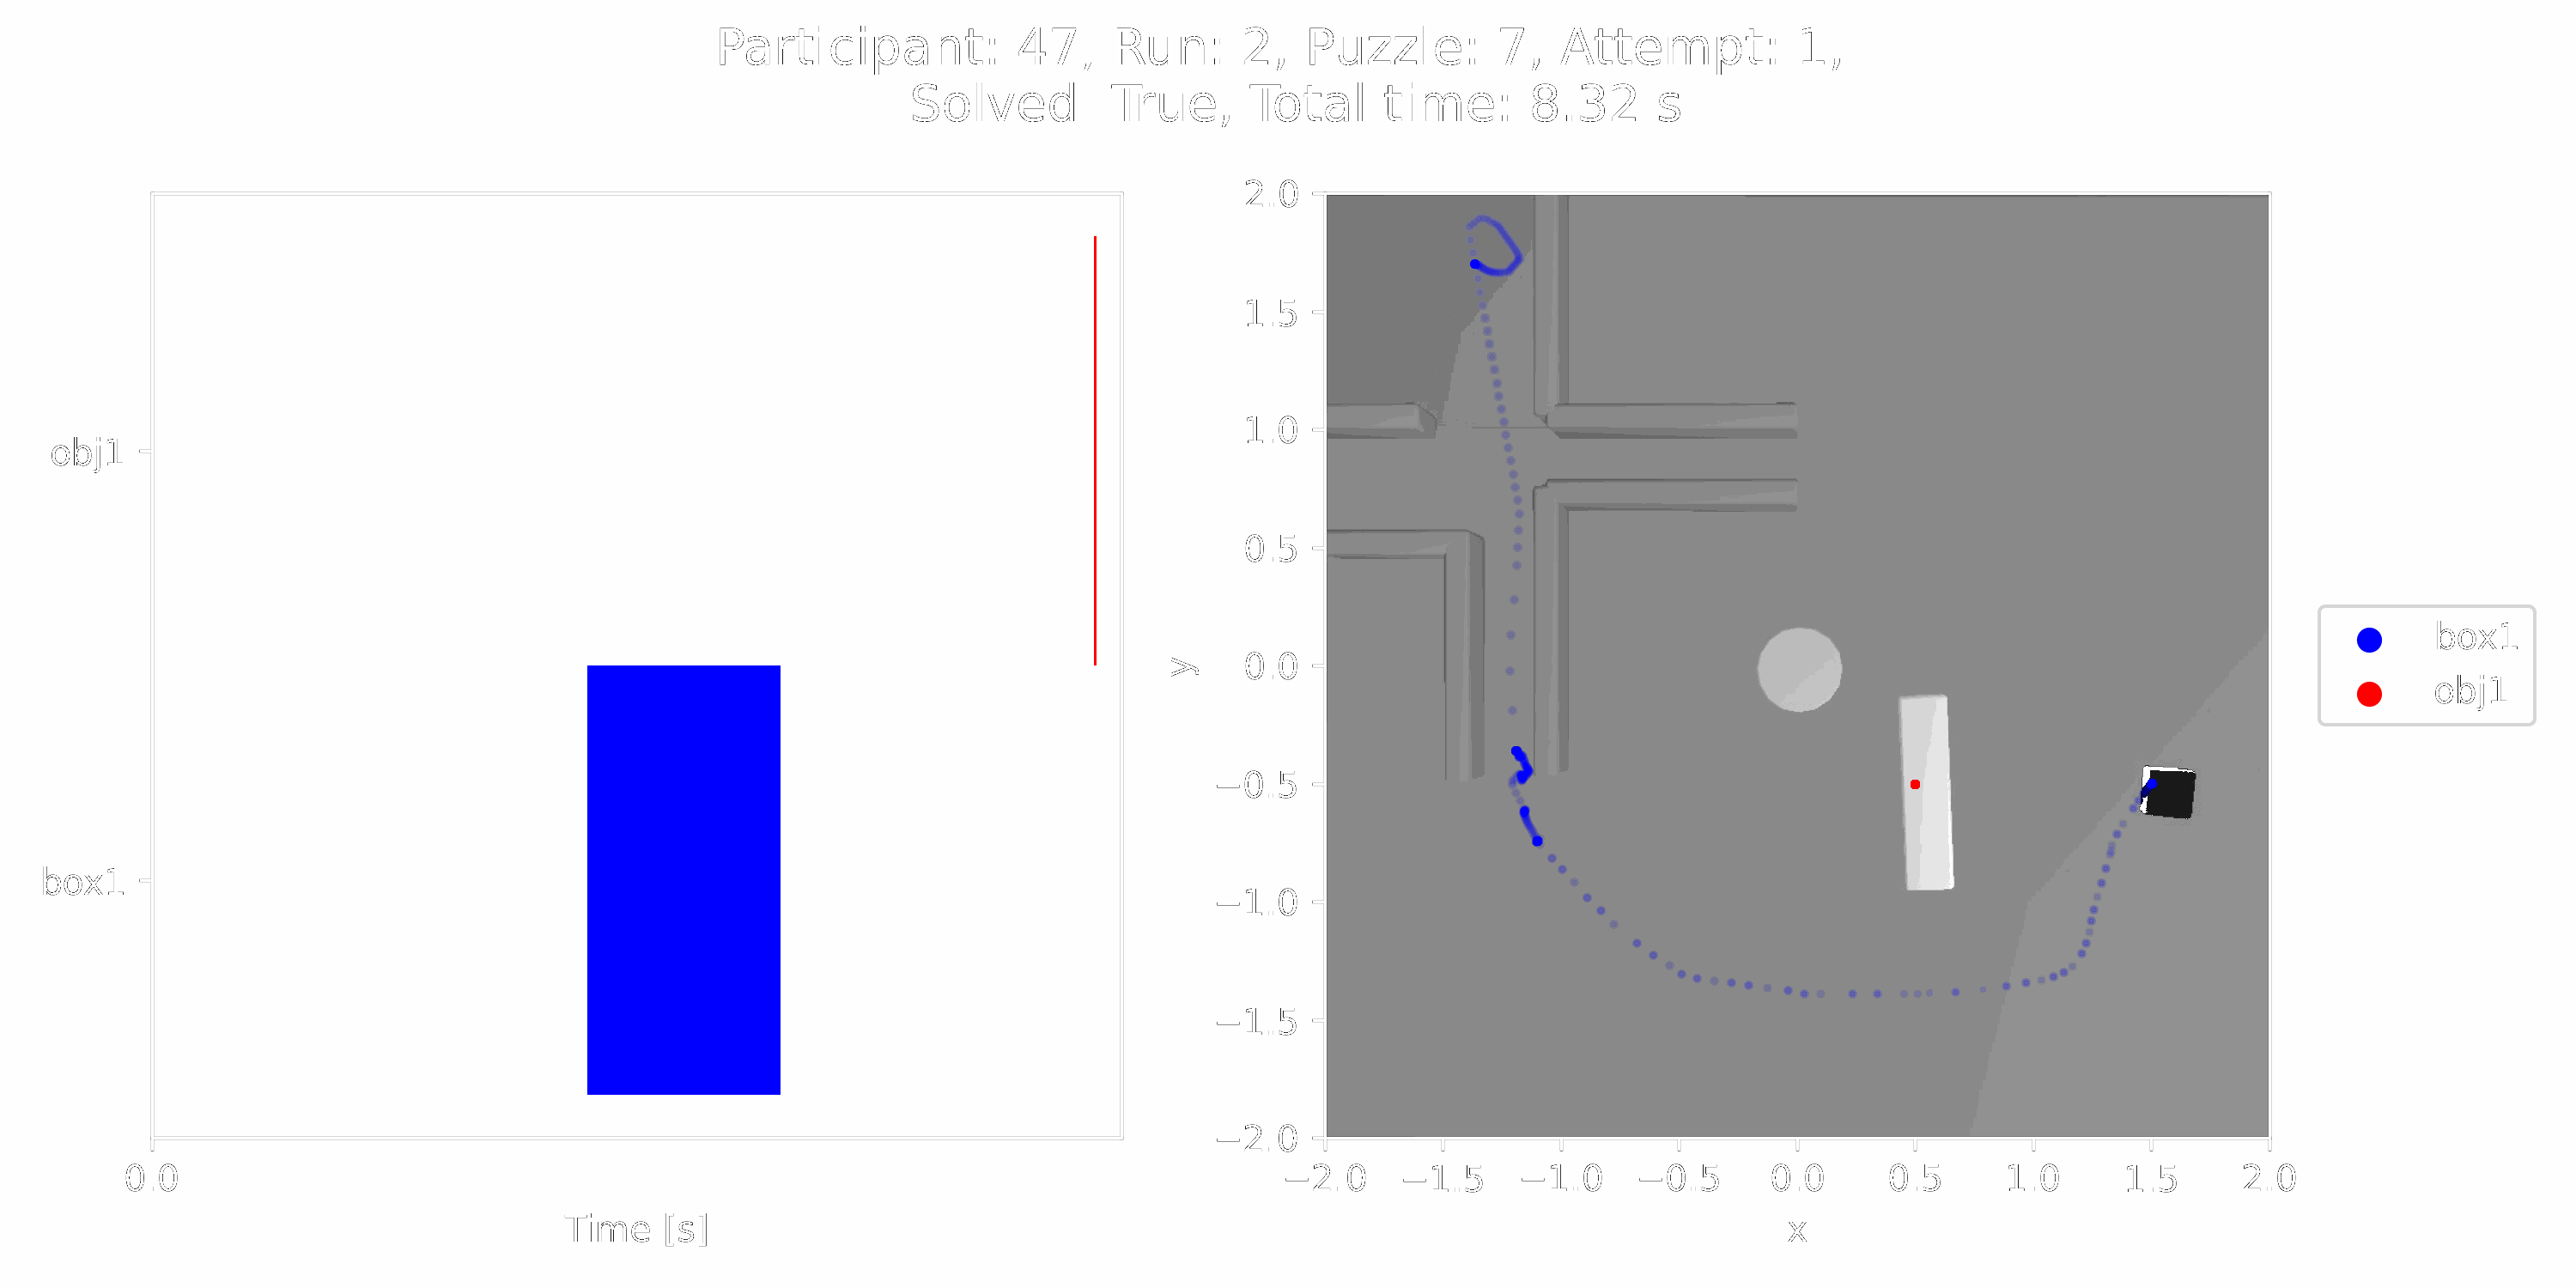 Participant: 47, Run: 2, Puzzle: 7, Attempt: 1,
Solved True, Total time: 8.32 s
obj1
box1
0.0
Time [s]
2.0
1.5
1.0
0.5
0.0
−0.5
−1.0
−1.5
−2.0
y
−2.0 −1.5 −1.0 −0.5 0.0 0.5 1.0 1.5 2.0
x
box1
obj1